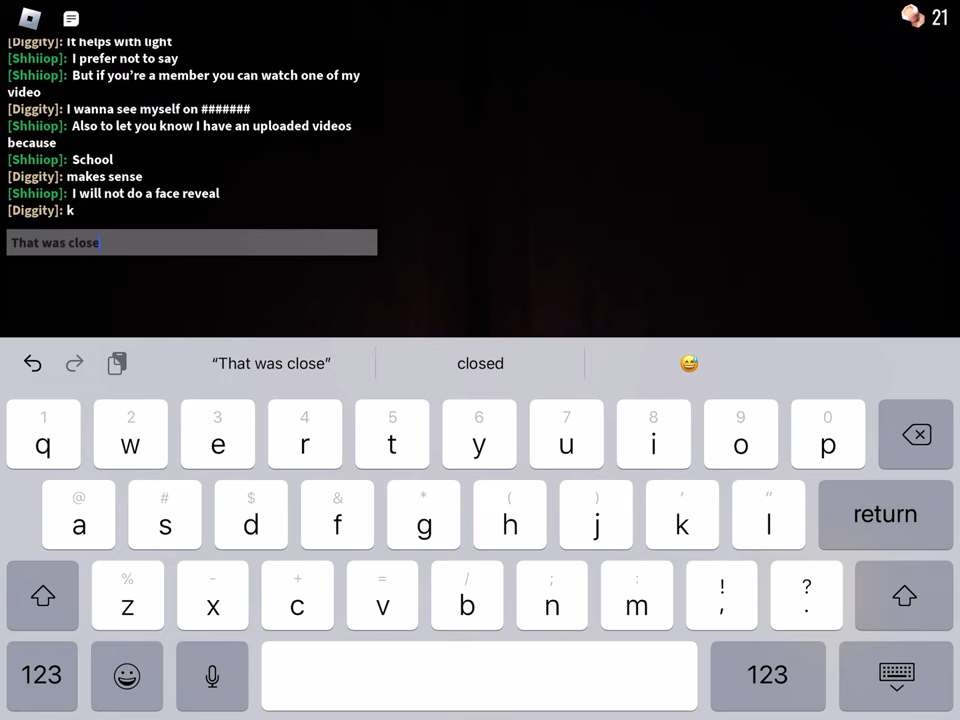 21
[Diggity]: It helps with light
[Shhiiop]: I prefer not to say
[Shhiiop]: But if you’re a member you can watch one of my
video
[Diggity]: I wanna see myself on #######
[Shhiiop]: Also to let you know I have an uploaded videos
because
[Shhiiop]: School
[Diggity]: makes sense
[Shhiiop]: I will not do a face reveal
[Diggity]: k
That was close
“That was close” closed 😅
1 2 3 4 5 6 7 8 9 0
q w e r t y u i o p
@ # $ & * ( ) ' "
a s d f g h j k l return
% - + = / ; : ! ?
z x c v b n m , .
123 123